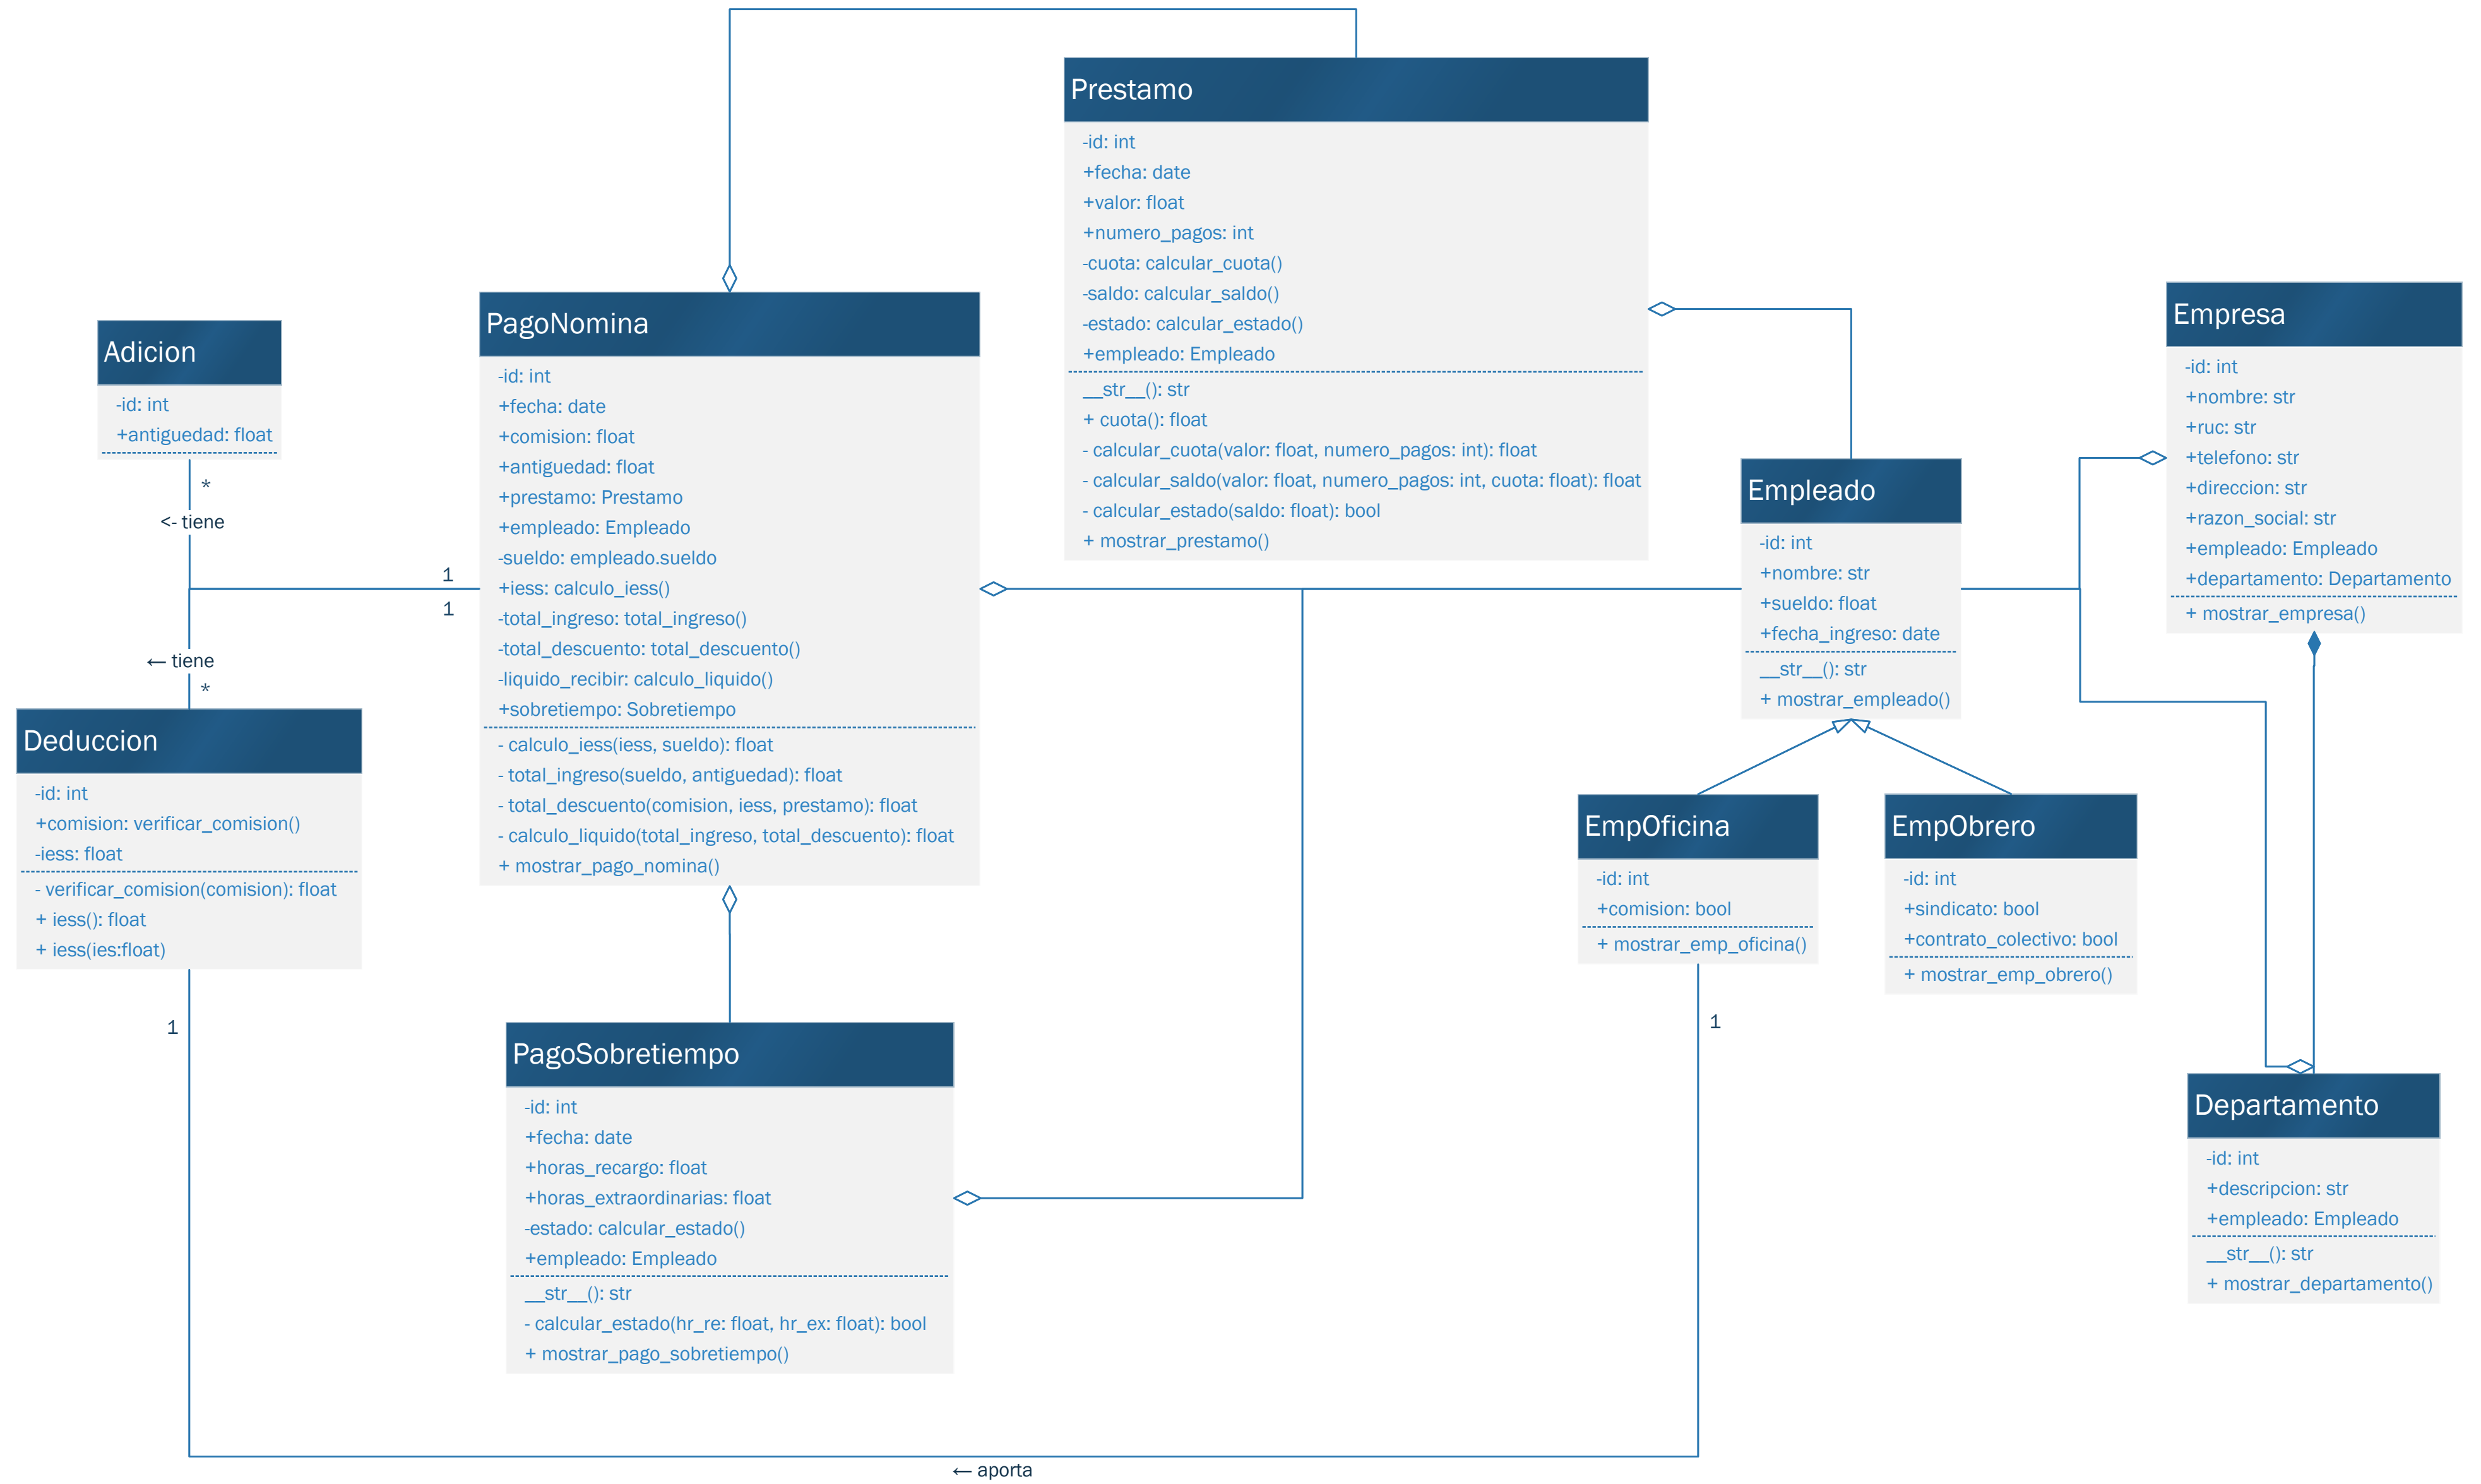 Prestamo
-id: int
+fecha: date
+valor: float
+numero_pagos: int
-cuota: calcular_cuota()
-saldo: calcular_saldo()
-estado: calcular_estado()
+empleado: Empleado
__str__(): str
+ cuota(): float
- calcular_cuota(valor: float, numero_pagos: int): float
- calcular_saldo(valor: float, numero_pagos: int, cuota: float): float
- calcular_estado(saldo: float): bool
+ mostrar_prestamo()
Adicion
-id: int
+antiguedad: float
*
<- tiene
1
1
← tiene
*
PagoNomina
-id: int
+fecha: date
+comision: float
+antiguedad: float
+prestamo: Prestamo
+empleado: Empleado
-sueldo: empleado.sueldo
+iess: calculo_iess()
-total_ingreso: total_ingreso()
-total_descuento: total_descuento()
-liquido_recibir: calculo_liquido()
+sobretiempo: Sobretiempo
- calculo_iess(iess, sueldo): float
- total_ingreso(sueldo, antiguedad): float
- total_descuento(comision, iess, prestamo): float
- calculo_liquido(total_ingreso, total_descuento): float
+ mostrar_pago_nomina()
Empleado
-id: int
+nombre: str
+sueldo: float
+fecha_ingreso: date
__str__(): str
+ mostrar_empleado()
Empresa
-id: int
+nombre: str
+ruc: str
+telefono: str
+direccion: str
+razon_social: str
+empleado: Empleado
+departamento: Departamento
+ mostrar_empresa()
Deduccion
-id: int
+comision: verificar_comision()
-iess: float
- verificar_comision(comision): float
+ iess(): float
+ iess(ies:float)
1
EmpOficina
-id: int
+comision: bool
+ mostrar_emp_oficina()
1
EmpObrero
-id: int
+sindicato: bool
+contrato_colectivo: bool
+ mostrar_emp_obrero()
PagoSobretiempo
-id: int
+fecha: date
+horas_recargo: float
+horas_extraordinarias: float
-estado: calcular_estado()
+empleado: Empleado
__str__(): str
- calcular_estado(hr_re: float, hr_ex: float): bool
+ mostrar_pago_sobretiempo()
Departamento
-id: int
+descripcion: str
+empleado: Empleado
__str__(): str
+ mostrar_departamento()
← aporta